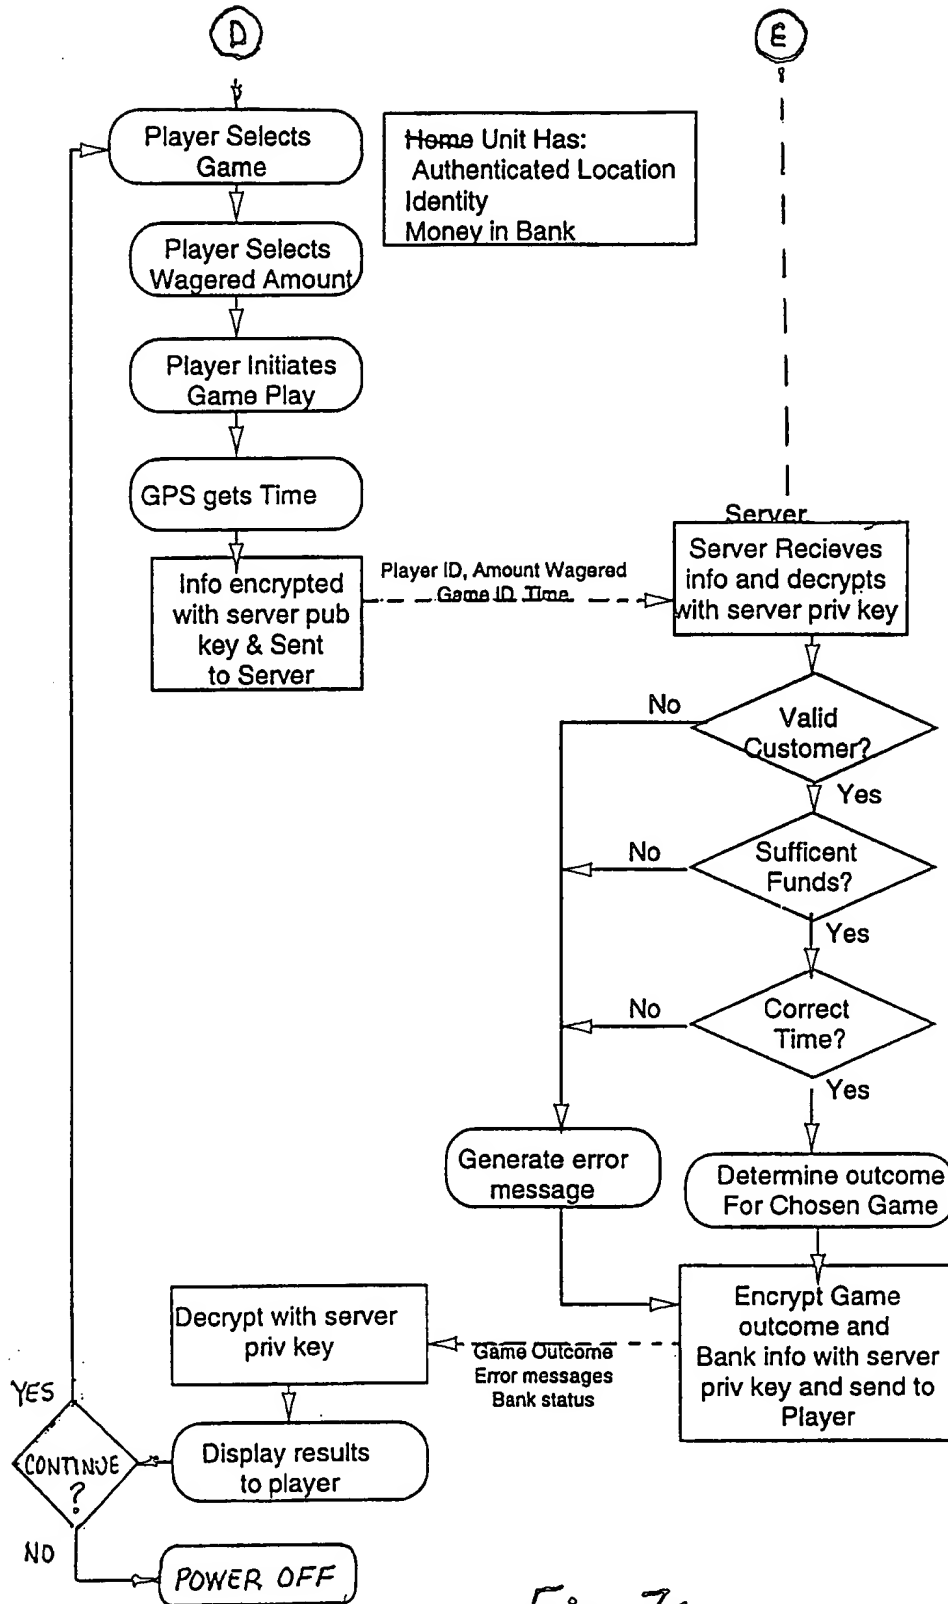 D
E
Player Selects
Game
Home Unit Has:
Authenticated Location
Identity
Money in Bank
Player Selects
Wagered Amount
Player Initiates
Game Play
GPS gets Time
Info encrypted
with server pub
key & Sent
to Server
Player ID, Amount Wagered
Game ID, Time
Server
Server Recieves
info and decrypts
with server priv key
Valid
Customer?
No
Yes
Sufficent
Funds?
No
Yes
Correct
Time?
No
Yes
Generate error
message
Determine outcome
For Chosen Game
Encrypt Game
outcome and
Bank info with server
priv key and send to
Player
Game Outcome
Error messages
Bank status
Decrypt with server
priv key
Display results
to player
YES
CONTINUE
?
NO
POWER OFF